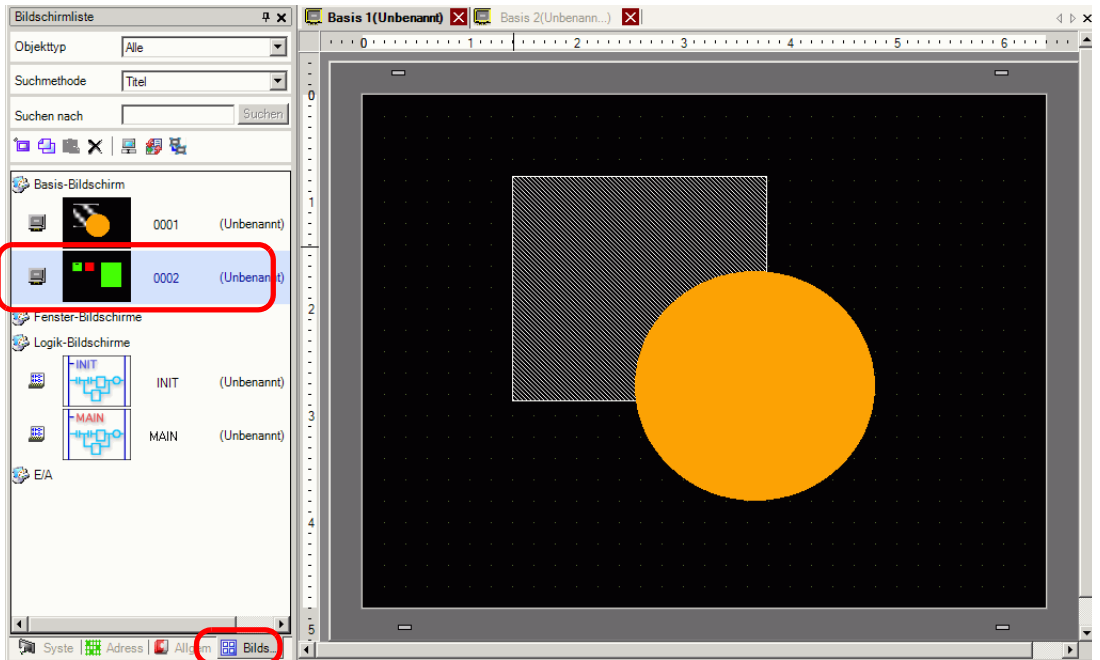 Bildschirmliste
Objekttyp Alle
Suchmethode Titel
Suchen nach Suchen
Basis-Bildschirm
0001 (Unbenannt)
0002 (Unbenannt)
Fenster-Bildschirme
Logik-Bildschirme
INIT INIT (Unbenannt)
MAIN MAIN (Unbenannt)
E/A
Syste Adress Allgem Bilds...
Basis 1(Unbenannt) Basis 2(Unbenann...)
0 1 2 3 4 5 6
0
1
2
3
4
5